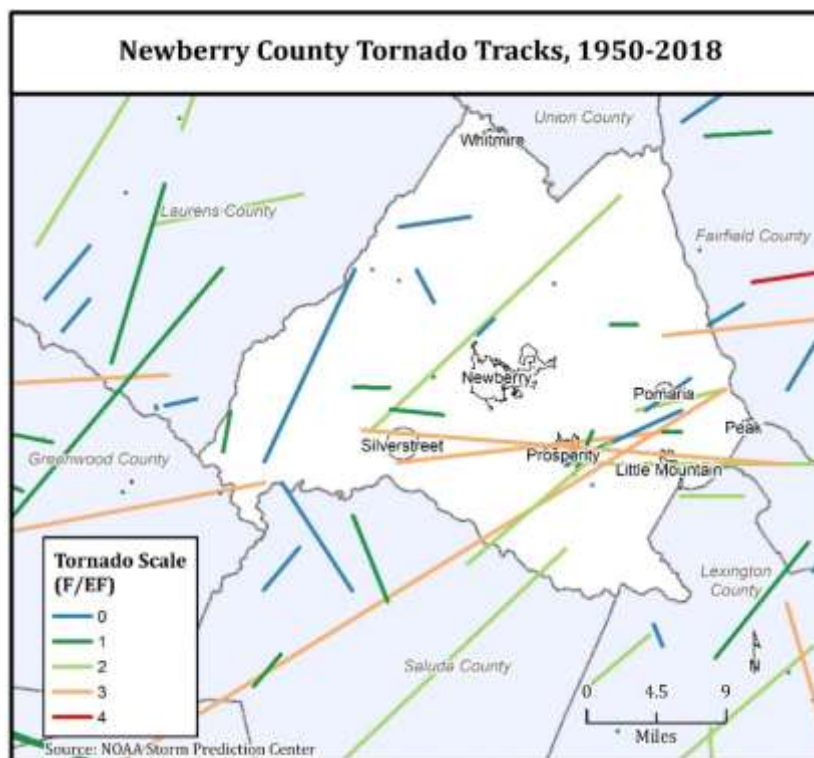 Newberry County Tornado Tracks, 1950-2018
Union County
Whitmire
Laurens County
Fairfield County
Newberry
Pomaria
Peak
Silverstreet
Prosperity
Little Mountain
Greenwood County
Lexington
County
Saluda County
Tornado Scale
(F/EF)
0
1
2
3
4
N
0 4.5 9
Miles
Source: NOAA Storm Prediction Center